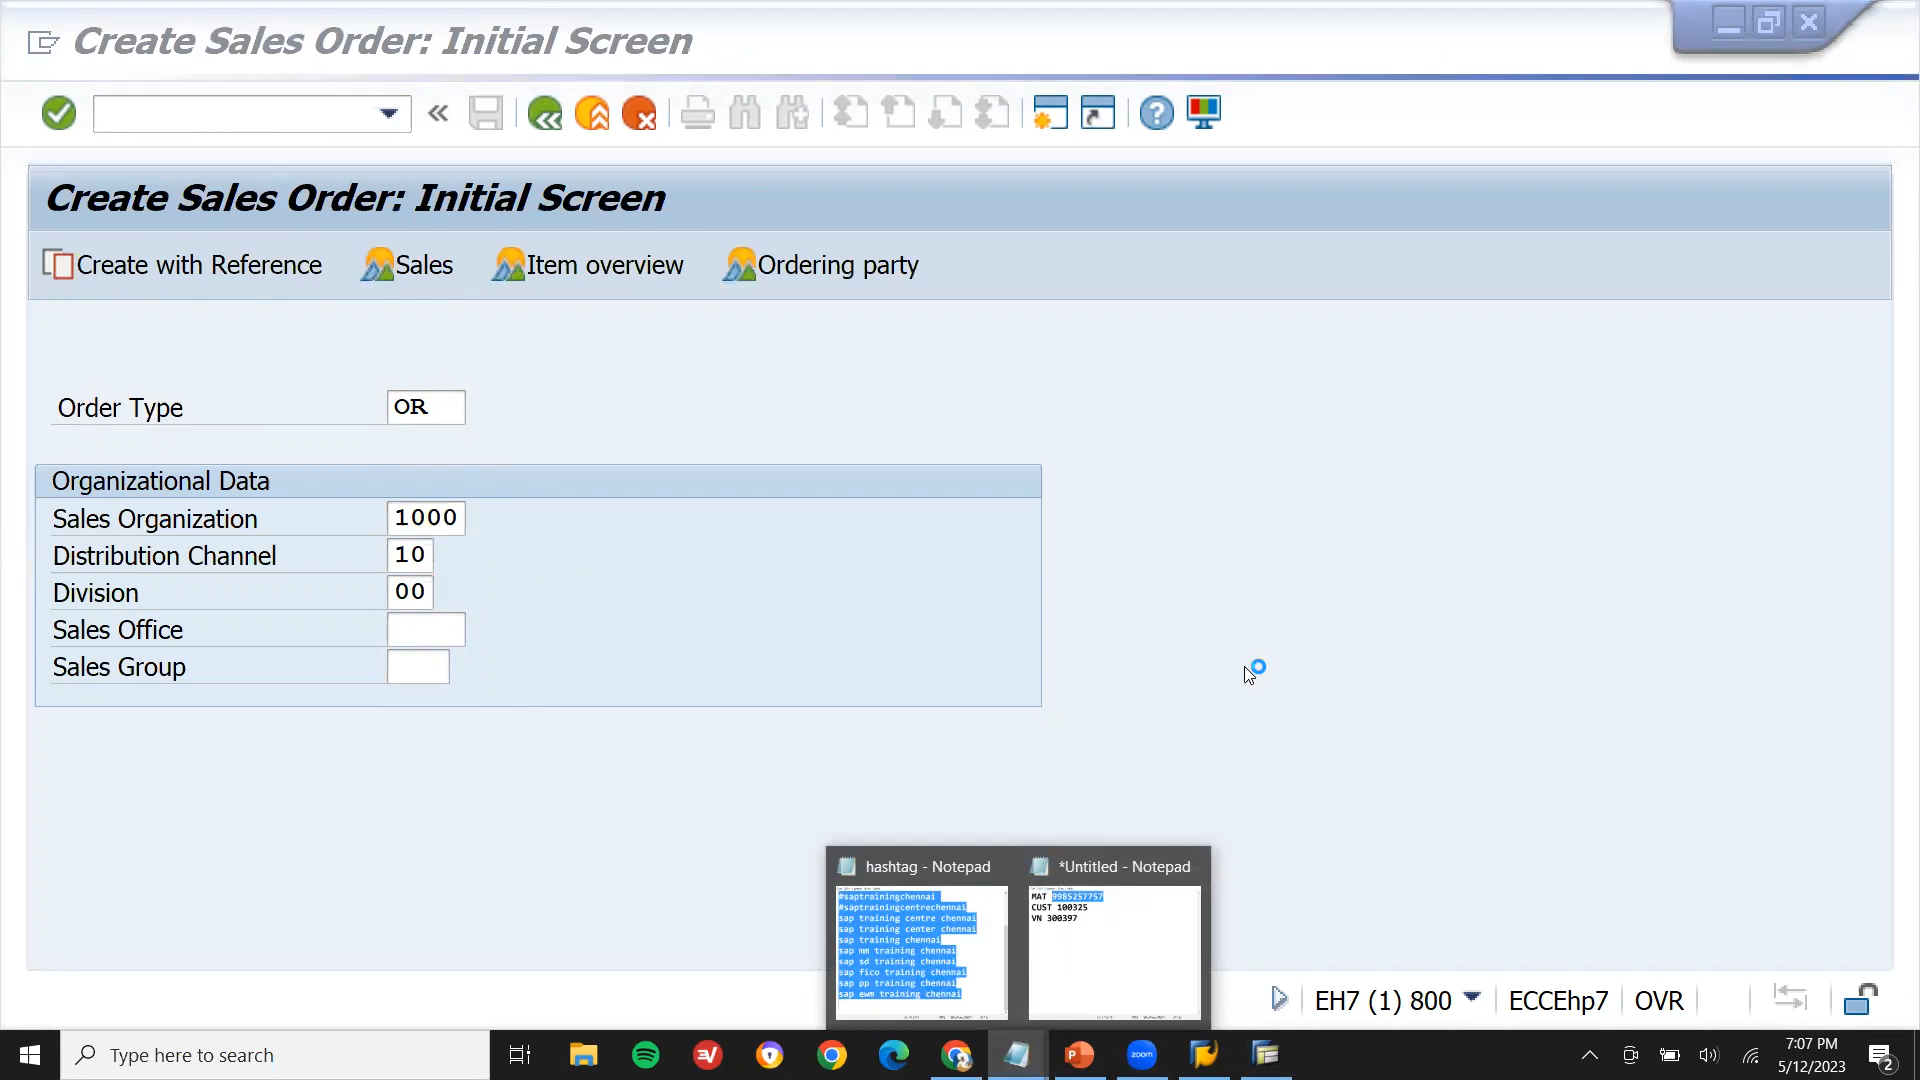 Create Sales Order: Initial Screen
Create Sales Order: Initial Screen
Create with Reference Sales Item overview Ordering party
Order Type OR
Organizational Data
Sales Organization 1000
Distribution Channel 10
Division 00
Sales Office
Sales Group
hashtag - Notepad *Untitled - Notepad
#saptrainingchennai
#saptrainingcentrechennai
sap training centre chennai
sap training center chennai
sap training chennai
sap mm training chennai
sap sd training chennai
sap fico training chennai
sap pp training chennai
sap ewm training chennai
MAT 9985257757
CUST 100325
VN 300397
EH7 (1) 800 ECCEhp7 OVR
Type here to search
zoom
7:07 PM
5/12/2023
2